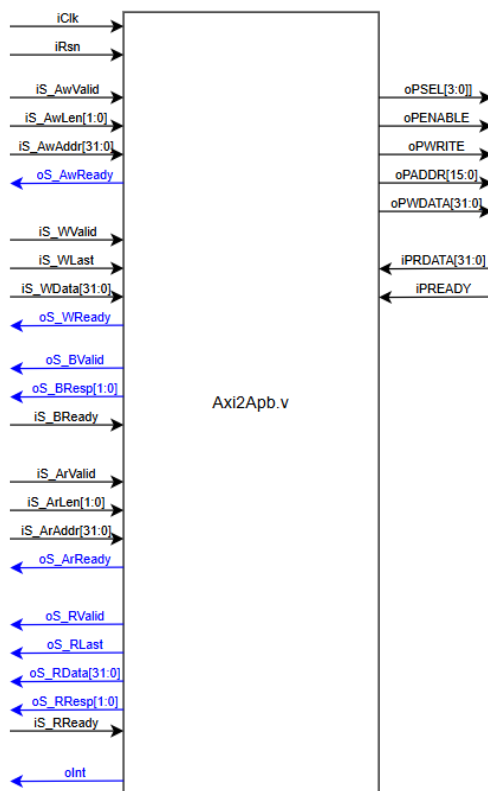 iClk
iRsn
iS_AwValid
iS_AwLen[1:0]
iS_AwAddr[31:0]
oS_AwReady
iS_WValid
iS_WLast
iS_WData[31:0]
oS_WReady
oS_BValid
oS_BResp[1:0]
iS_BReady
iS_ArValid
iS_ArLen[1:0]
iS_ArAddr[31:0]
oS_ArReady
oS_RValid
oS_RLast
oS_RData[31:0]
oS_RResp[1:0]
iS_RReady
oInt
Axi2Apb.v
oPSEL[3:0]]
oPENABLE
oPWRITE
oPADDR[15:0]
oPWDATA[31:0]
iPRDATA[31:0]
iPREADY